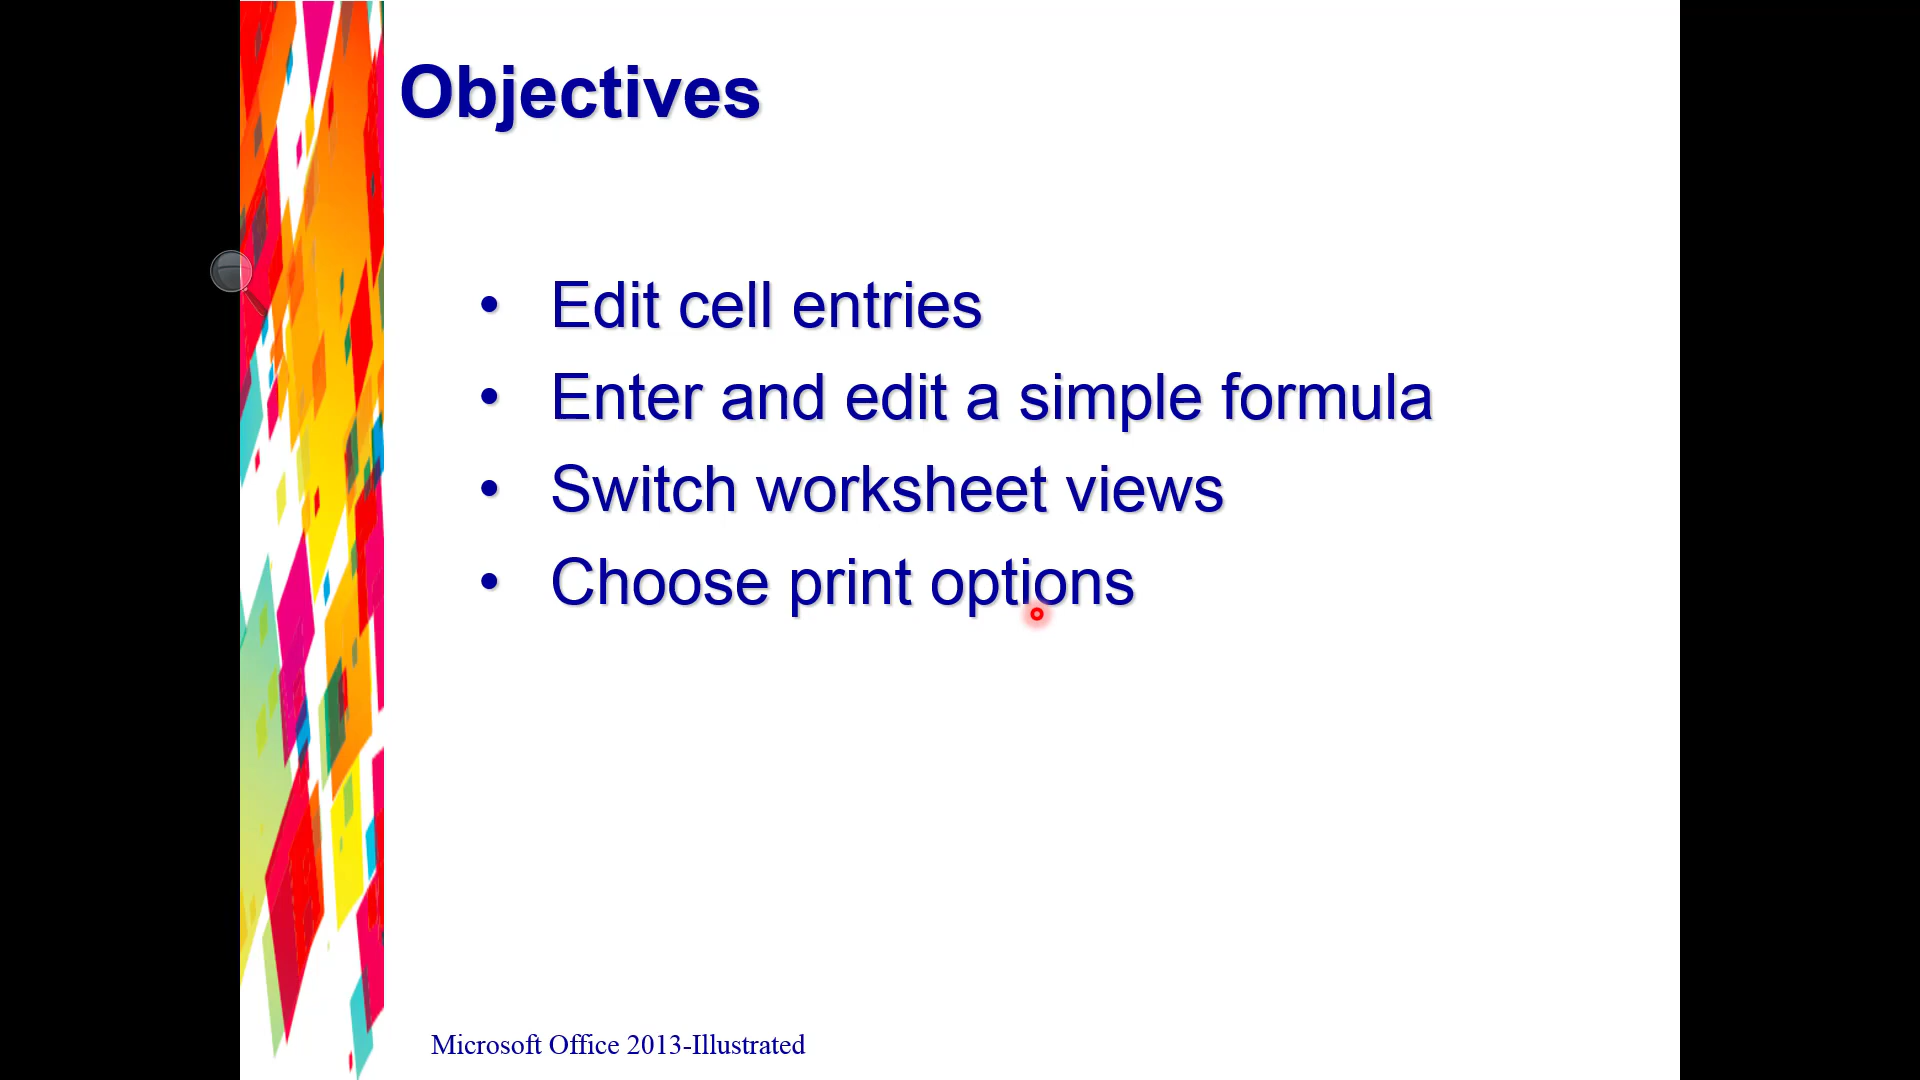 Objectives
• Edit cell entries
• Enter and edit a simple formula
• Switch worksheet views
• Choose print options
Microsoft Office 2013-Illustrated